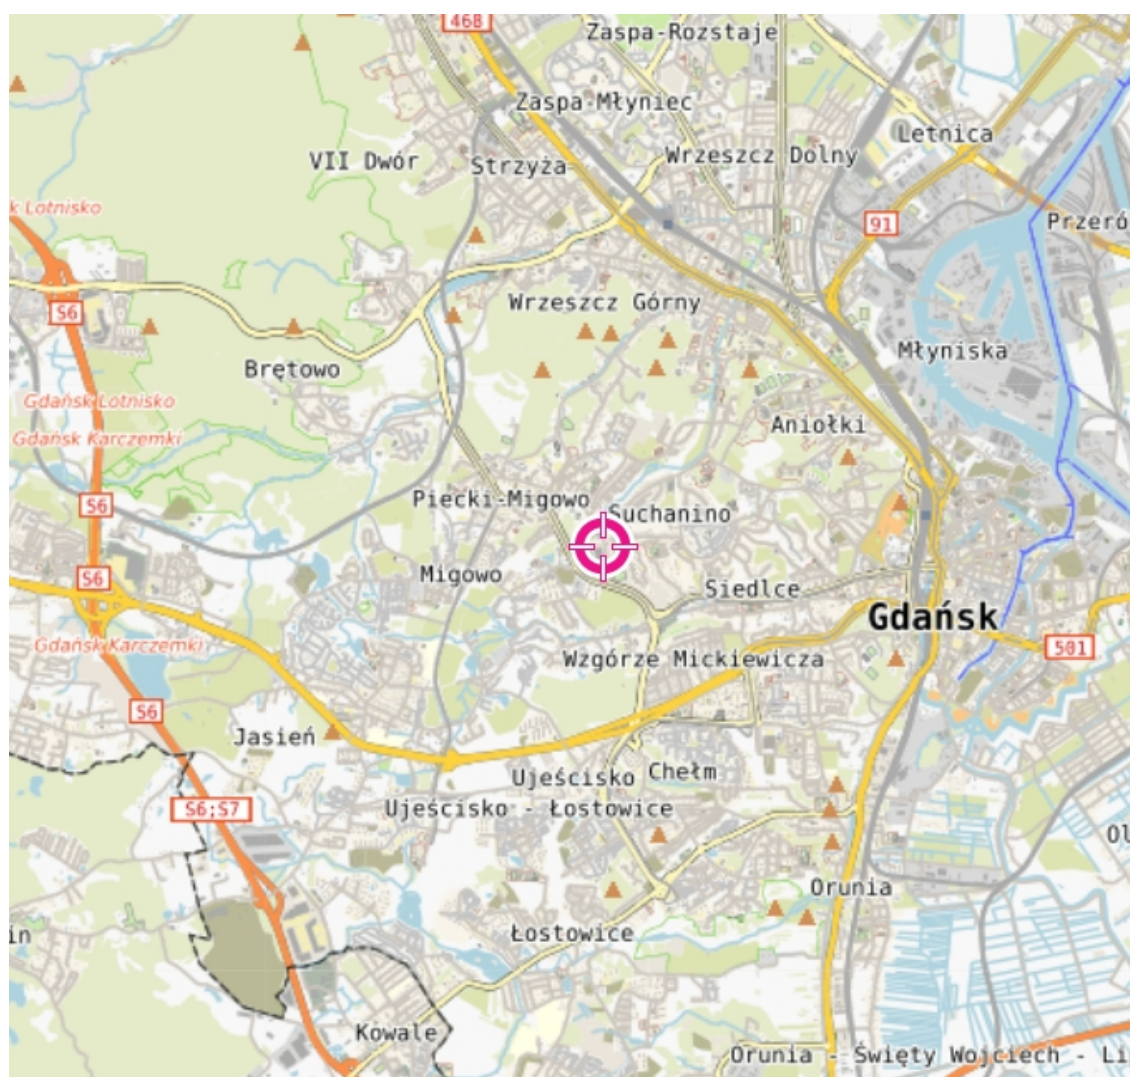 468
Zaspa-Rozstaje
Zaspa-Młyniec
Letnica
VII Dwór
Strzyża
Wrzeszcz Dolny
k Lotnisko
91
Przeró
S6
Wrzeszcz Górny
Młyniska
Brętowo
Gdańsk Lotnisko
Gdańsk Karczemki
Aniołki
S6
Piecki-Migowo
Suchanino
S6
Migowo
Siedlce
Gdańsk
Gdańsk Karczemki
501
Wzgórze Mickiewicza
S6
Jasień
Ujeścisko
Chełm
S6;S7
Ujeścisko - Łostowice
Ol
Orunia
in
Łostowice
Kowale
Orunia - Święty Wojciech - Li